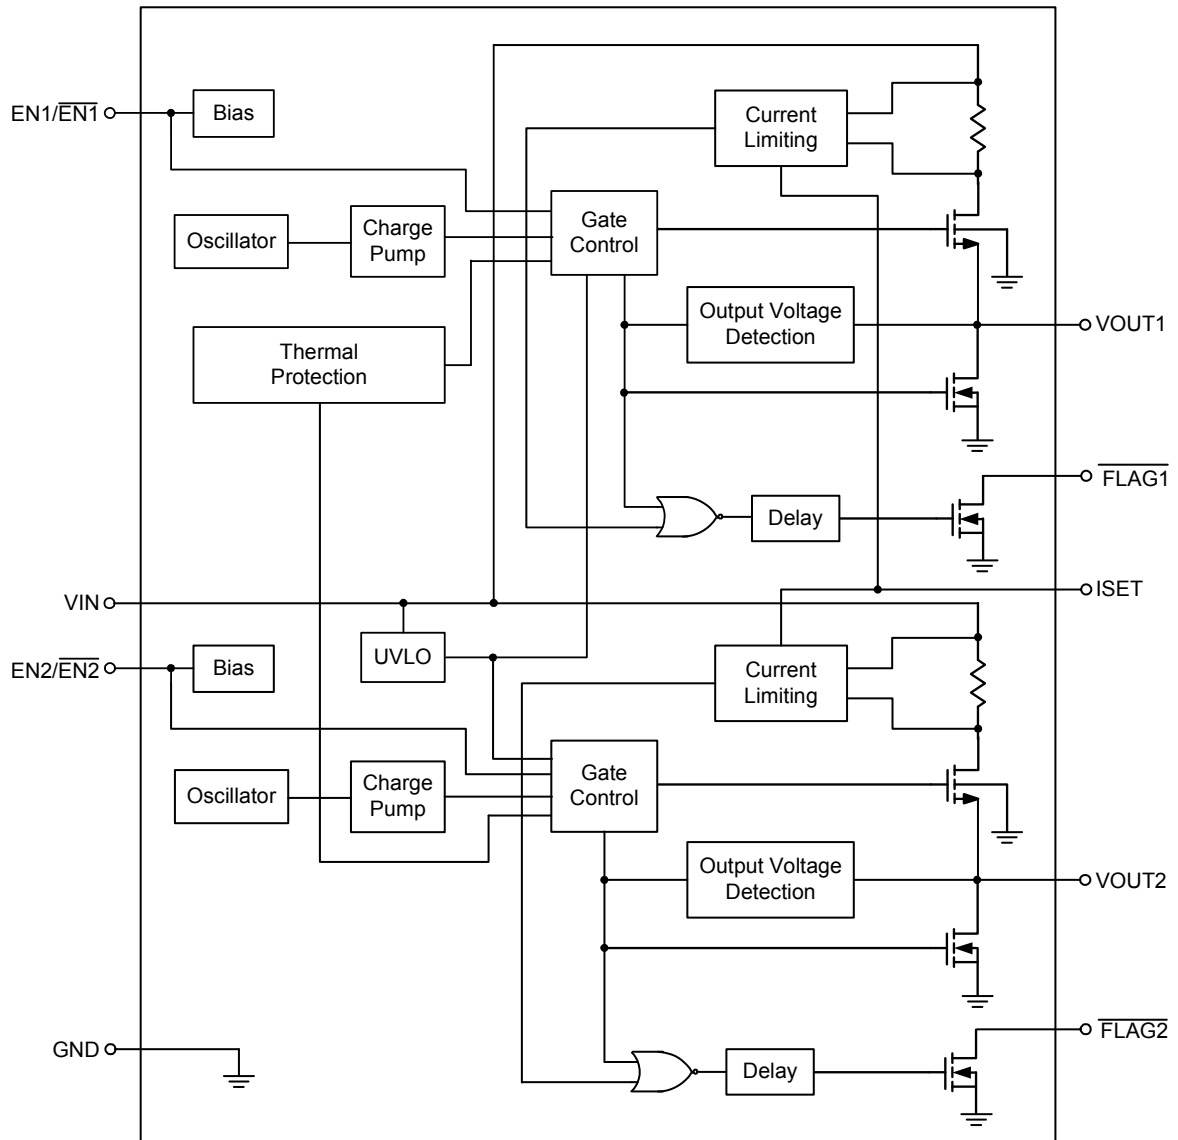 EN1/EN1
Bias
Current
Limiting
Oscillator
Charge
Pump
Gate
Control
Output Voltage
Detection
VOUT1
Thermal
Protection
FLAG1
Delay
ISET
VIN
UVLO
EN2/EN2
Bias
Current
Limiting
Oscillator
Charge
Pump
Gate
Control
Output Voltage
Detection
VOUT2
FLAG2
GND
Delay